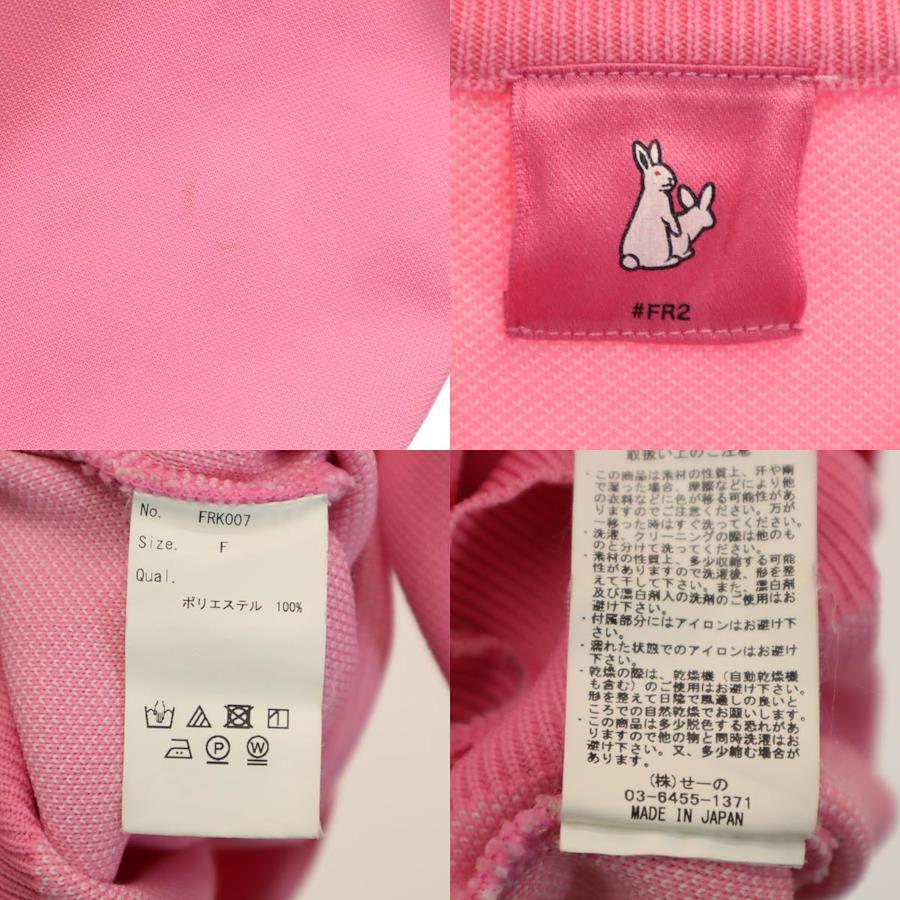 #FR2
No. FRK007
Size. F
Qual.
ポリエステル 100%
P
W
取扱い上のご注意
・この商品は素材の性質上、汗や雨
で湿った場合、摩擦などにより他
の衣料などに色が移る可能性があ
りますのでご注意ください。万が
一移った時はすぐ洗ってください。
・洗濯、クリーニングの際は他のも
のと分けて洗ってください。
・素材の性質上、多少収縮する可能
性がありますので洗濯後、形を整
えて干して下さい。また、漂白剤
及び漂白剤入の洗剤のご使用はお
避け下さい。
・付属部分にはアイロンはお避け下
さい。
・濡れた状態でのアイロンはお避け
下さい。
・乾燥の際は、乾燥機（自動乾燥機
も含む）のご使用はお避け下さい。
形を整えて日陰で風通しの良いと
ころでの自然乾燥でお願いします。
・この商品は多少脱色する恐れがあ
りますので他の物と同時洗濯はお
避け下さい。又、多少縮む場合が
あります。
(株)せーの
03-6455-1371
MADE IN JAPAN